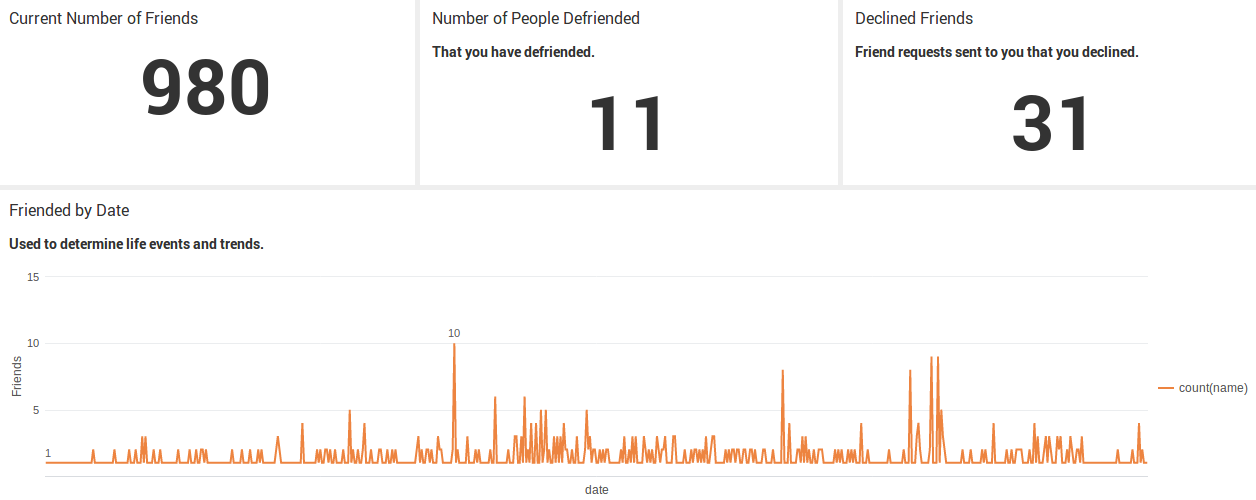 Current Number of Friends
980
Number of People Defriended
That you have defriended.
11
Declined Friends
Friend requests sent to you that you declined.
31
Friended by Date
Used to determine life events and trends.
15
10
5
Friends
1
10
count(name)
date